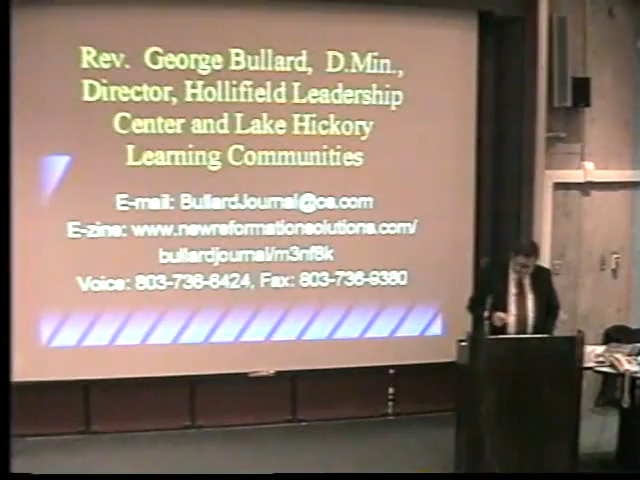 Rev. George Bullard, D.Min.,
Director, Hollifield Leadership
Center and Lake Hickory
Learning Communities
E-mail: BullardJournal@cs.com
E-zine: www.newreformationsolutions.com/
bullardjournal/m3nf8k
Voice: 803-736-6424, Fax: 803-736-9380